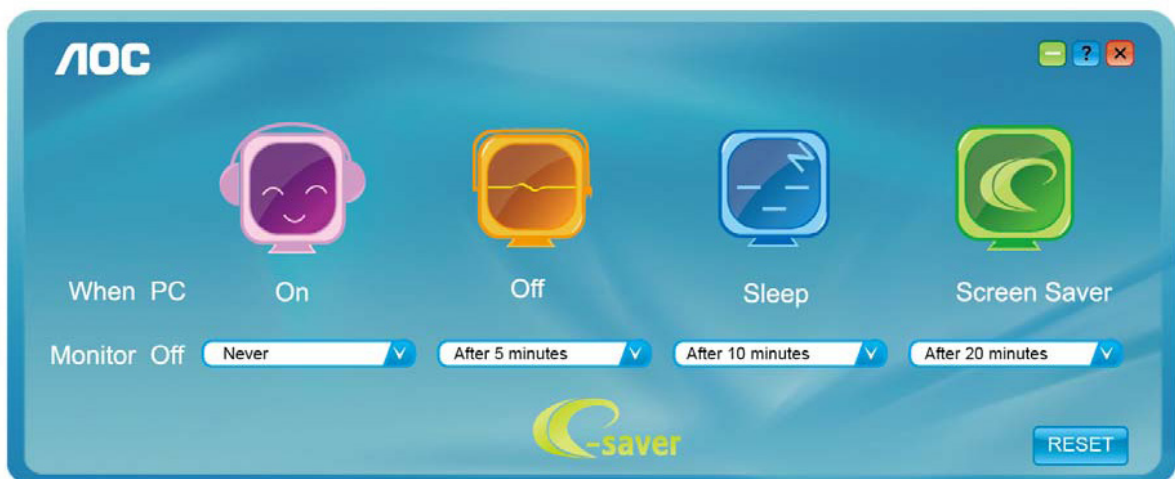 AOC
?
When PC On Off Sleep Screen Saver
Monitor Off Never After 5 minutes After 10 minutes After 20 minutes
e-saver
RESET